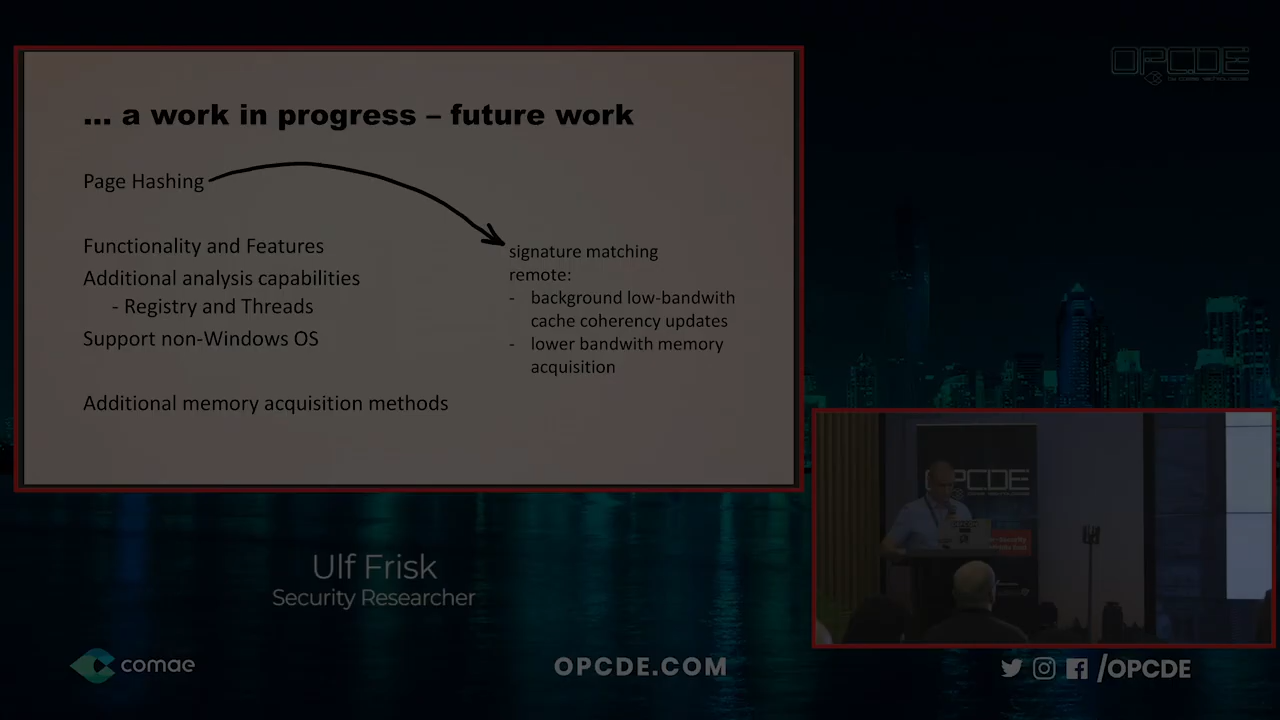 OPCDE
... a work in progress – future work
Page Hashing
Functionality and Features
Additional analysis capabilities
- Registry and Threads
Support non-Windows OS
Additional memory acquisition methods
signature matching
remote:
- background low-bandwith
cache coherency updates
- lower bandwith memory
acquisition
OPCDE
Ulf Frisk
Security Researcher
comae
OPCDE.COM
/OPCDE